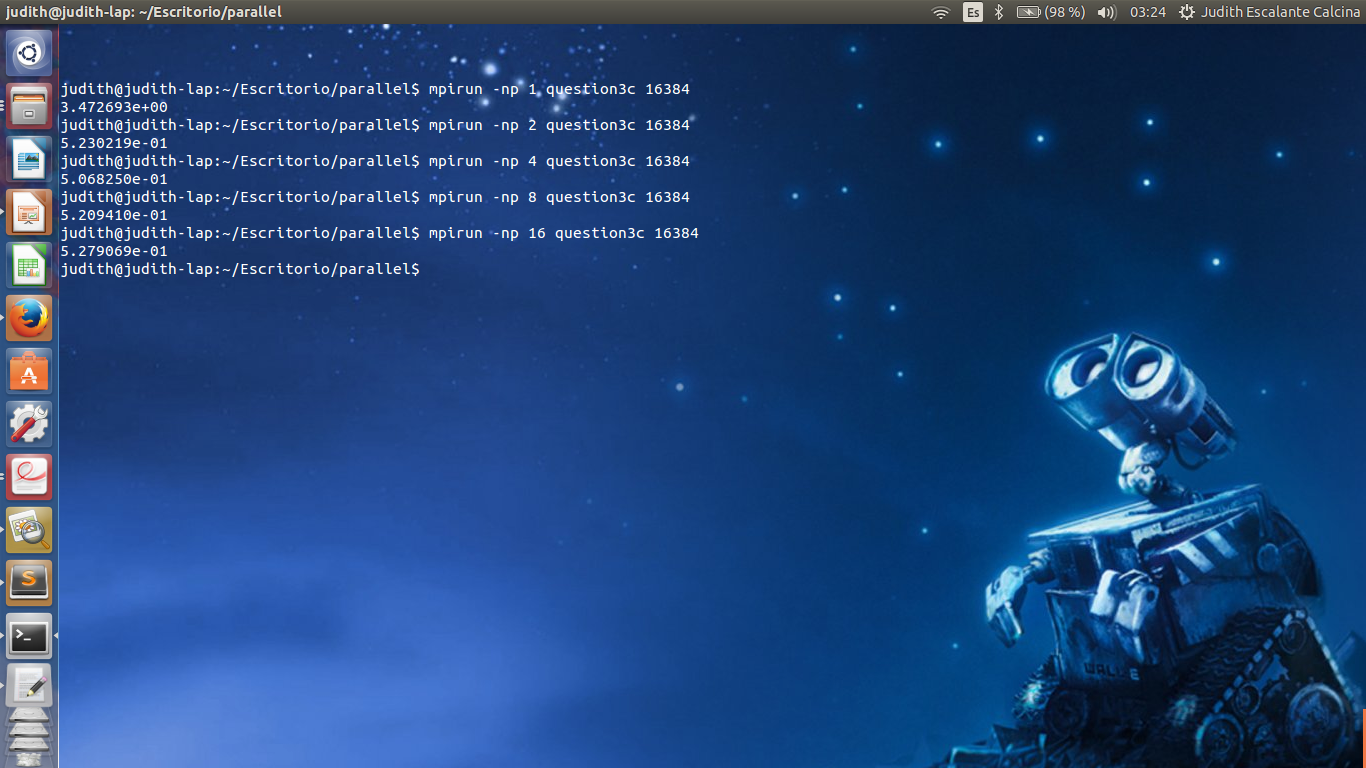 judith@judith-lap: ~/Escritorio/parallel
Es
(98 %)
03:24
Judith Escalante Calcina
judith@judith-lap:~/Escritorio/parallel$ mpirun -np 1 question3c 16384
3.472693e+00
judith@judith-lap:~/Escritorio/parallel$ mpirun -np 2 question3c 16384
5.230219e-01
judith@judith-lap:~/Escritorio/parallel$ mpirun -np 4 question3c 16384
5.068250e-01
judith@judith-lap:~/Escritorio/parallel$ mpirun -np 8 question3c 16384
5.209410e-01
judith@judith-lap:~/Escritorio/parallel$ mpirun -np 16 question3c 16384
5.279069e-01
judith@judith-lap:~/Escritorio/parallel$
WALL·E